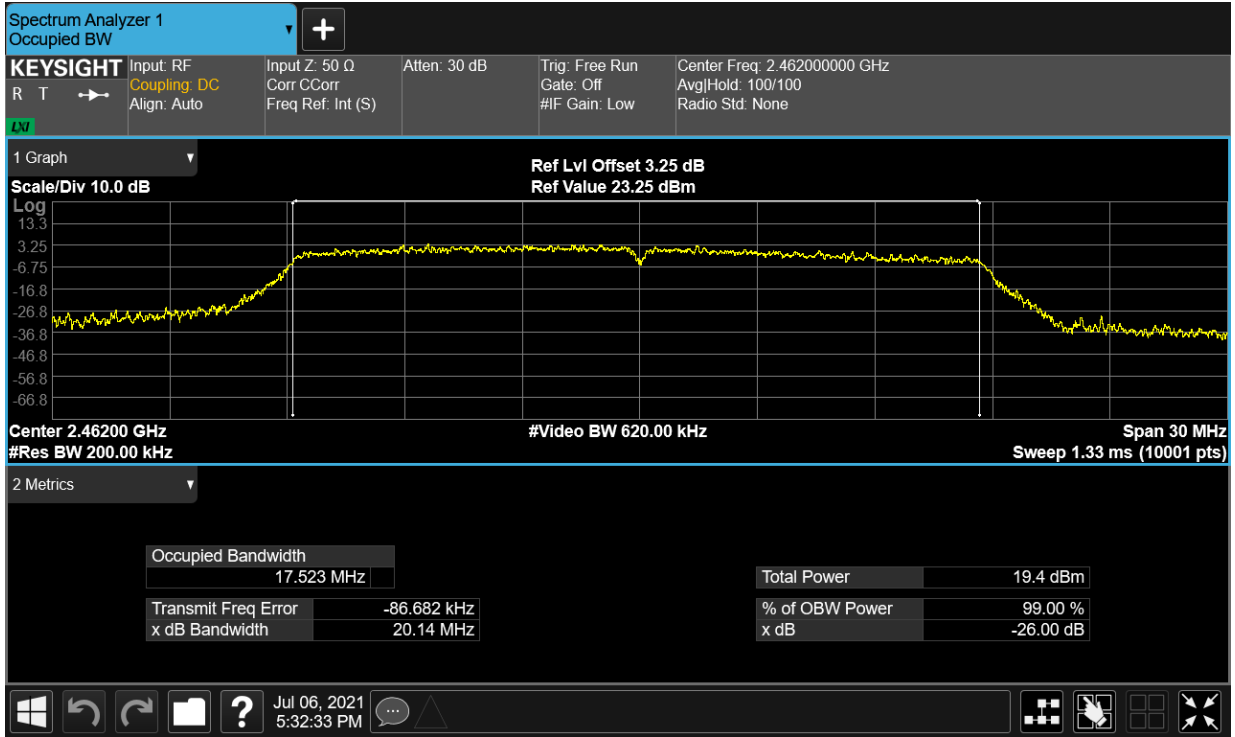 Spectrum Analyzer 1
Occupied BW
KEYSIGHT
R T
LXI
Input: RF
Coupling: DC
Align: Auto
Input Z: 50 Ω
Corr CCorr
Freq Ref: Int (S)
Atten: 30 dB
Trig: Free Run
Gate: Off
#IF Gain: Low
Center Freq: 2.462000000 GHz
Avg|Hold: 100/100
Radio Std: None
1 Graph
Scale/Div 10.0 dB
Ref Lvl Offset 3.25 dB
Ref Value 23.25 dBm
Log
13.3
3.25
-6.75
-16.8
-26.8
-36.8
-46.8
-56.8
-66.8
Center 2.46200 GHz
#Video BW 620.00 kHz
Span 30 MHz
#Res BW 200.00 kHz
Sweep 1.33 ms (10001 pts)
2 Metrics
Occupied Bandwidth
17.523 MHz
Total Power 19.4 dBm
Transmit Freq Error -86.682 kHz
% of OBW Power 99.00 %
x dB Bandwidth 20.14 MHz
x dB -26.00 dB
?
Jul 06, 2021
5:32:33 PM